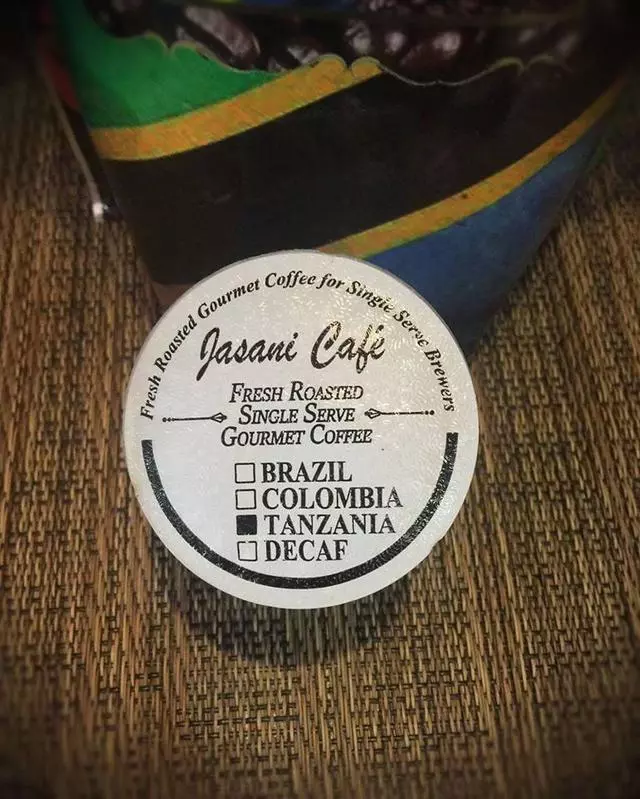 Fresh Roasted Gourmet Coffee for Single Serve Brewers
Jasani Café
FRESH ROASTED
SINGLE SERVE
GOURMET COFFEE
BRAZIL
COLOMBIA
TANZANIA
DECAF